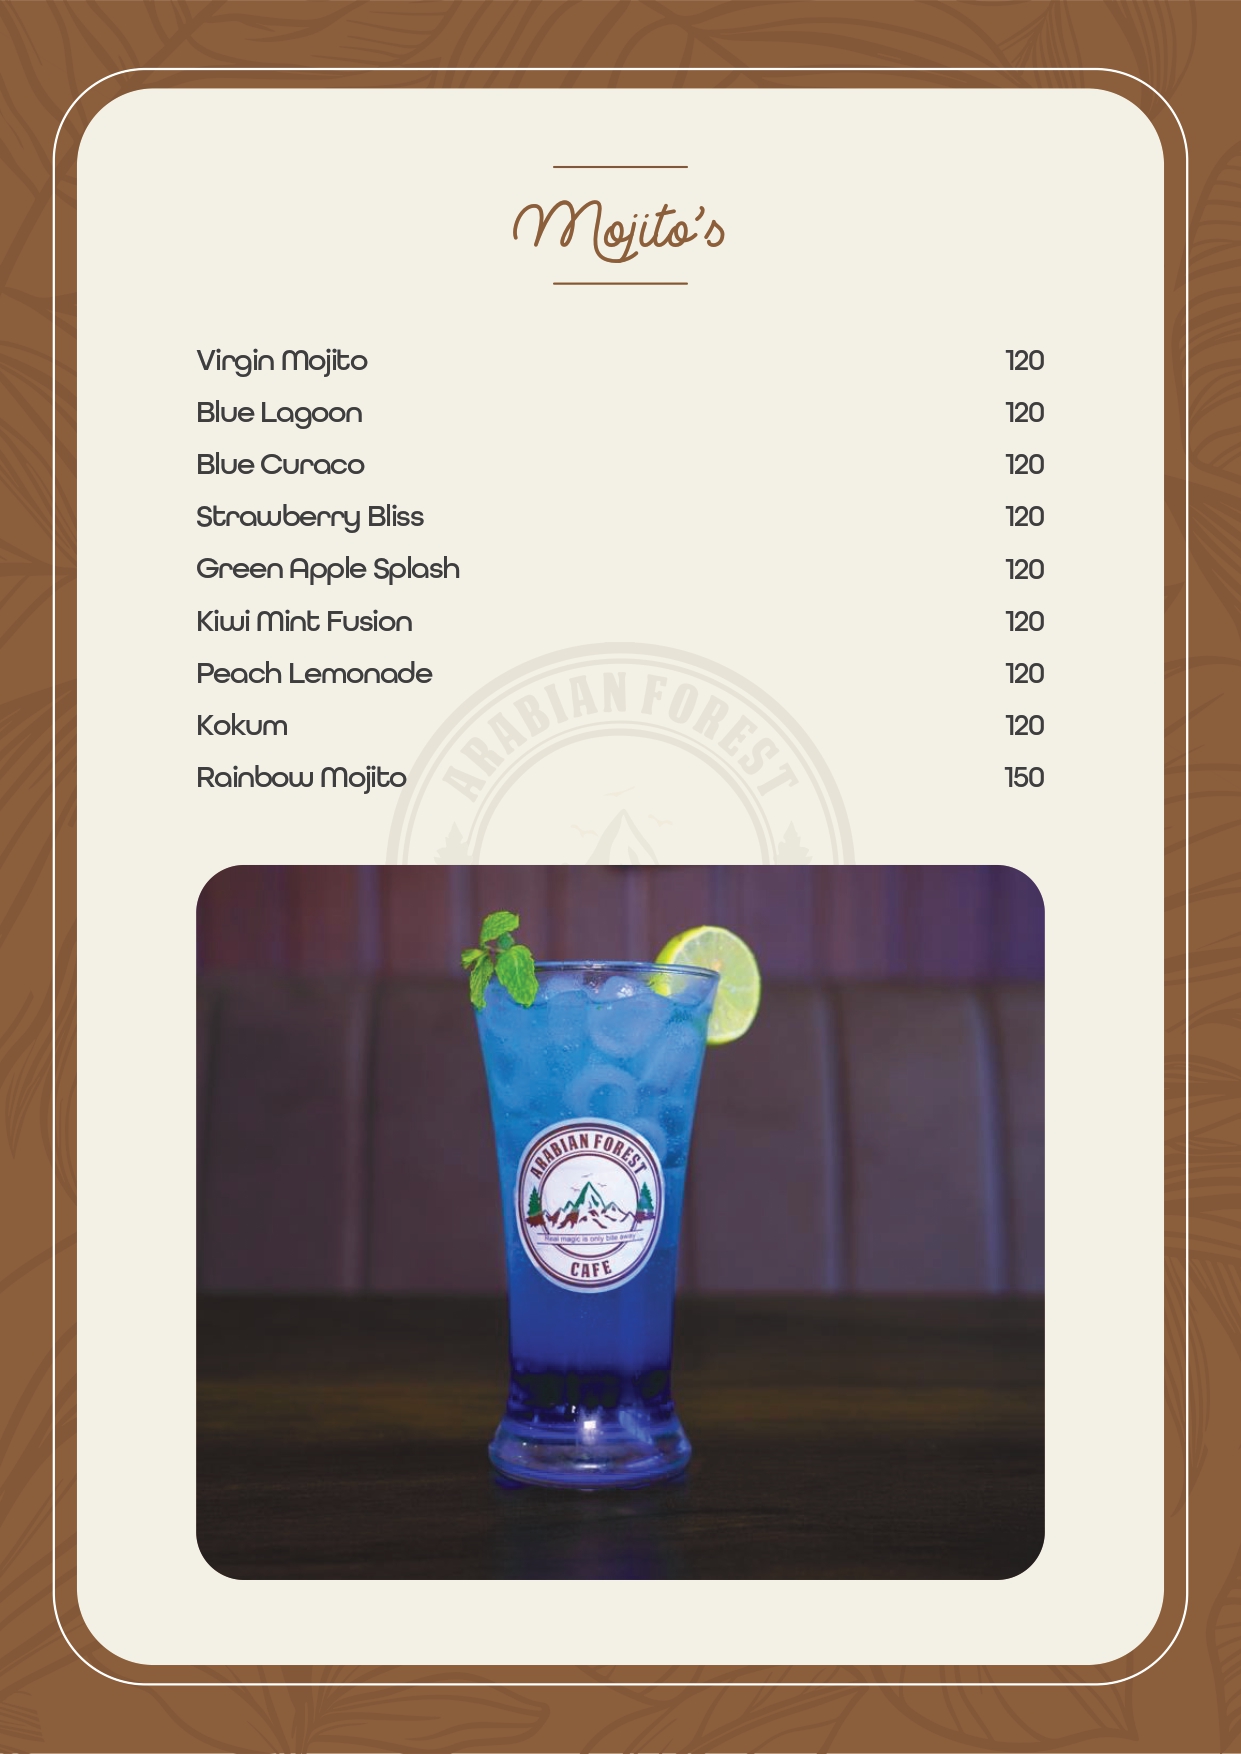 Mojito's
Virgin Mojito 120
Blue Lagoon 120
Blue Curaco 120
Strawberry Bliss 120
Green Apple Splash 120
Kiwi Mint Fusion 120
Peach Lemonade 120
Kokum 120
Rainbow Mojito 150
ARABIAN FOREST
ARABIAN FOREST
Real magic is only bite away
CAFE